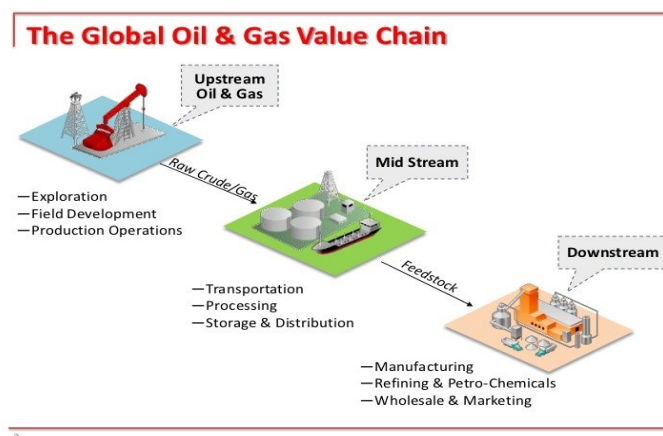 The Global Oil & Gas Value Chain
Upstream
Oil & Gas
Raw Crude/Gas
—Exploration
—Field Development
—Production Operations
Mid Stream
Feedstock
—Transportation
—Processing
—Storage & Distribution
Downstream
—Manufacturing
—Refining & Petro-Chemicals
—Wholesale & Marketing